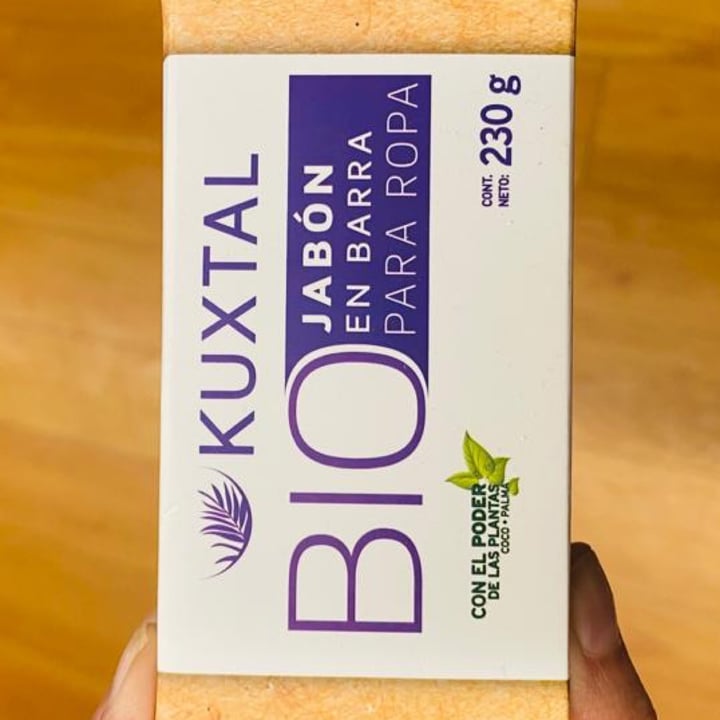 KUXTAL
BIO
JABÓN
EN BARRA
PARA ROPA
CON EL PODER
DE LAS PLANTAS
COCO • PALMA
CONT.
NETO: 230 g